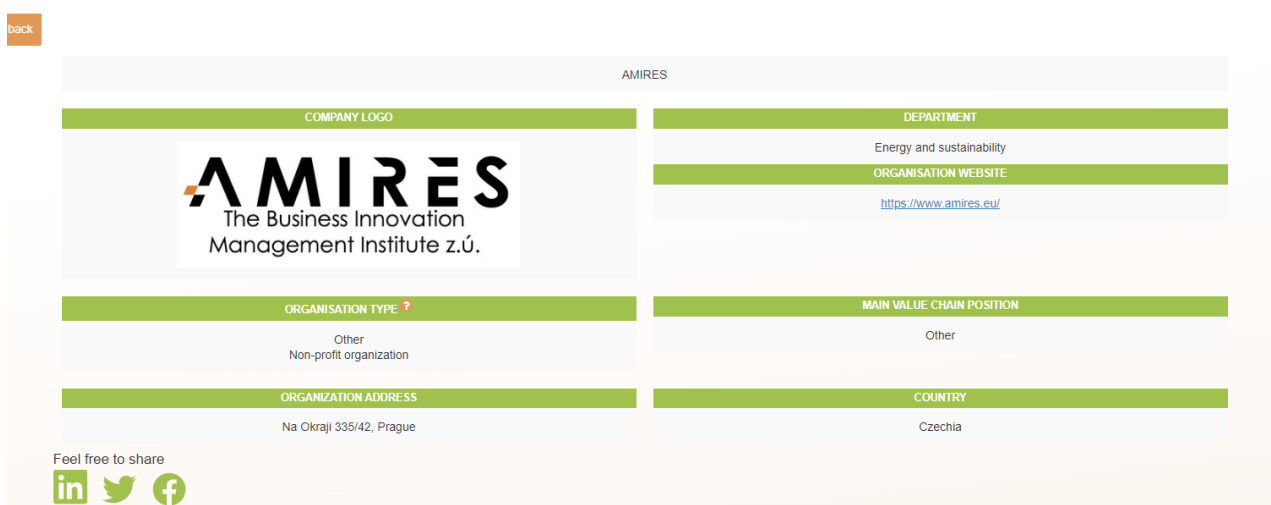 back
AMIRES
COMPANY LOGO
AMIRES
The Business Innovation
Management Institute z.ú.
DEPARTMENT
Energy and sustainability
ORGANISATION WEBSITE
https://www.amires.eu/
ORGANISATION TYPE ?
Other
Non-profit organization
MAIN VALUE CHAIN POSITION
Other
ORGANIZATION ADDRESS
Na Okraji 335/42, Prague
COUNTRY
Czechia
Feel free to share
in